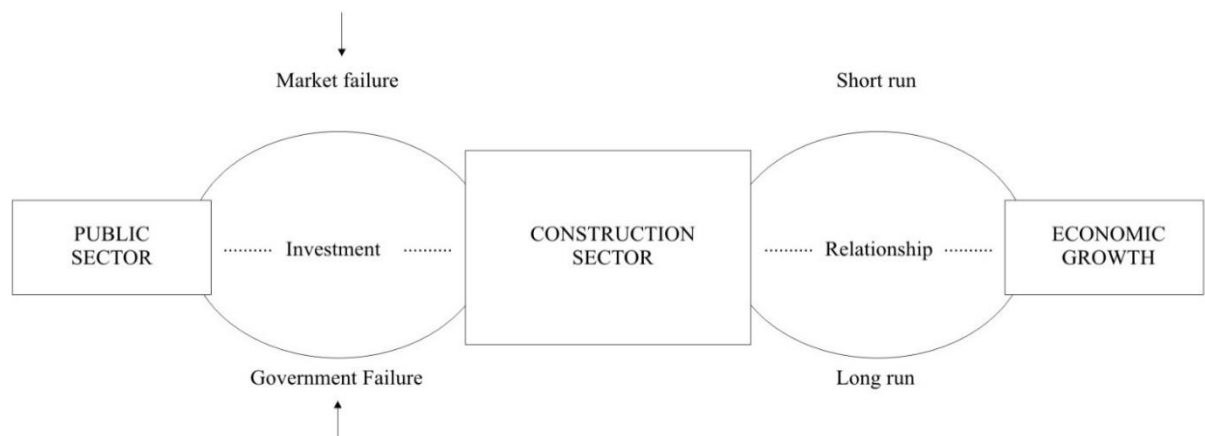 Market failure
Short run
PUBLIC
SECTOR
Investment
CONSTRUCTION
SECTOR
Relationship
ECONOMIC
GROWTH
Government Failure
Long run